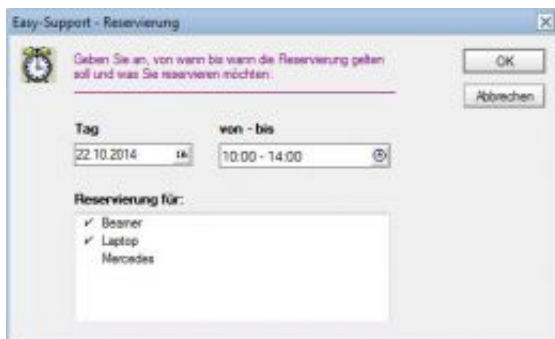 Easy-Support - Reservierung
Geben Sie an, von wann bis wann die Reservierung gelten
soll und was Sie reservieren möchten.
OK
Abbrechen
Tag
von - bis
22.10.2014
10:00 - 14:00
Reservierung für:
✓ Beamer
✓ Laptop
Mercedes